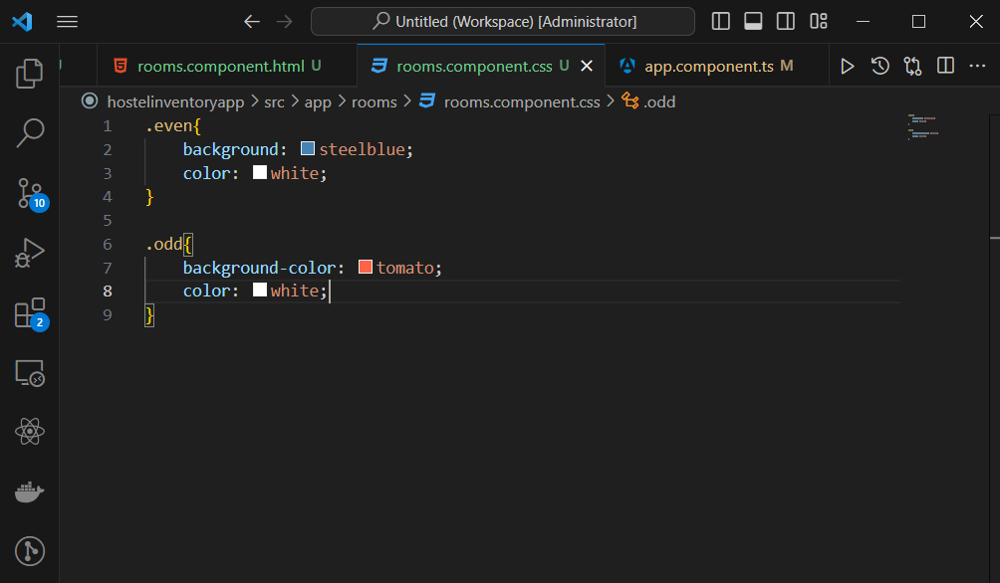 Untitled (Workspace) [Administrator]
U
rooms.component.html U
rooms.component.css U
app.component.ts M
hostelinventoryapp > src > app > rooms > rooms.component.css > .odd
1 .even{
2 background: steelblue;
3 color: white;
4 }
5
6 .odd{
7 background-color: tomato;
8 color: white;
9 }
10
2